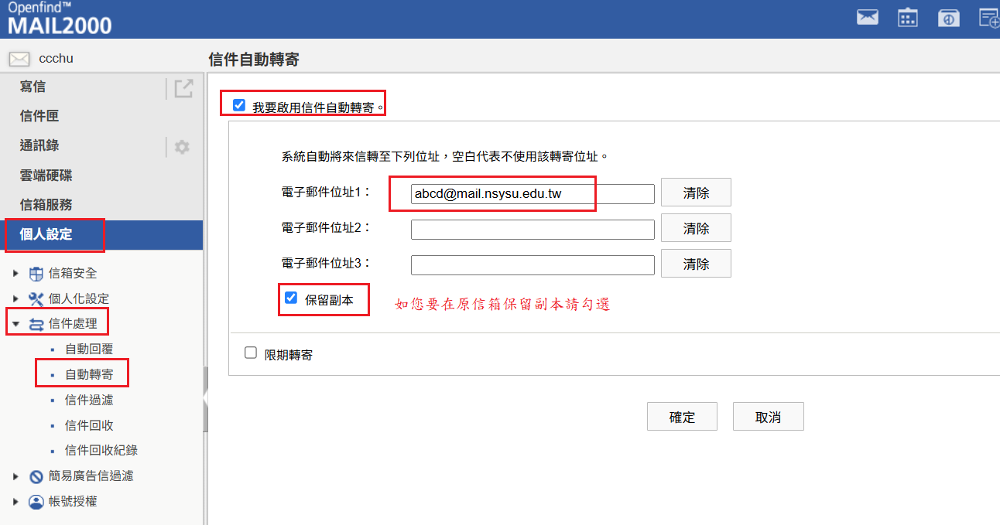 Openfind™
MAIL2000
ccchu
信件自動轉寄
寫信
信件匣
通訊錄
雲端硬碟
信箱服務
個人設定
信箱安全
個人化設定
信件處理
自動回覆
自動轉寄
信件過濾
信件回收
信件回收紀錄
簡易廣告信過濾
帳號授權
我要啟用信件自動轉寄。
系統自動將來信轉至下列位址，空白代表不使用該轉寄位址。
電子郵件位址1： abcd@mail.nsysu.edu.tw 清除
電子郵件位址2： 清除
電子郵件位址3： 清除
保留副本 如您要在原信箱保留副本請勾選
限期轉寄
確定 取消